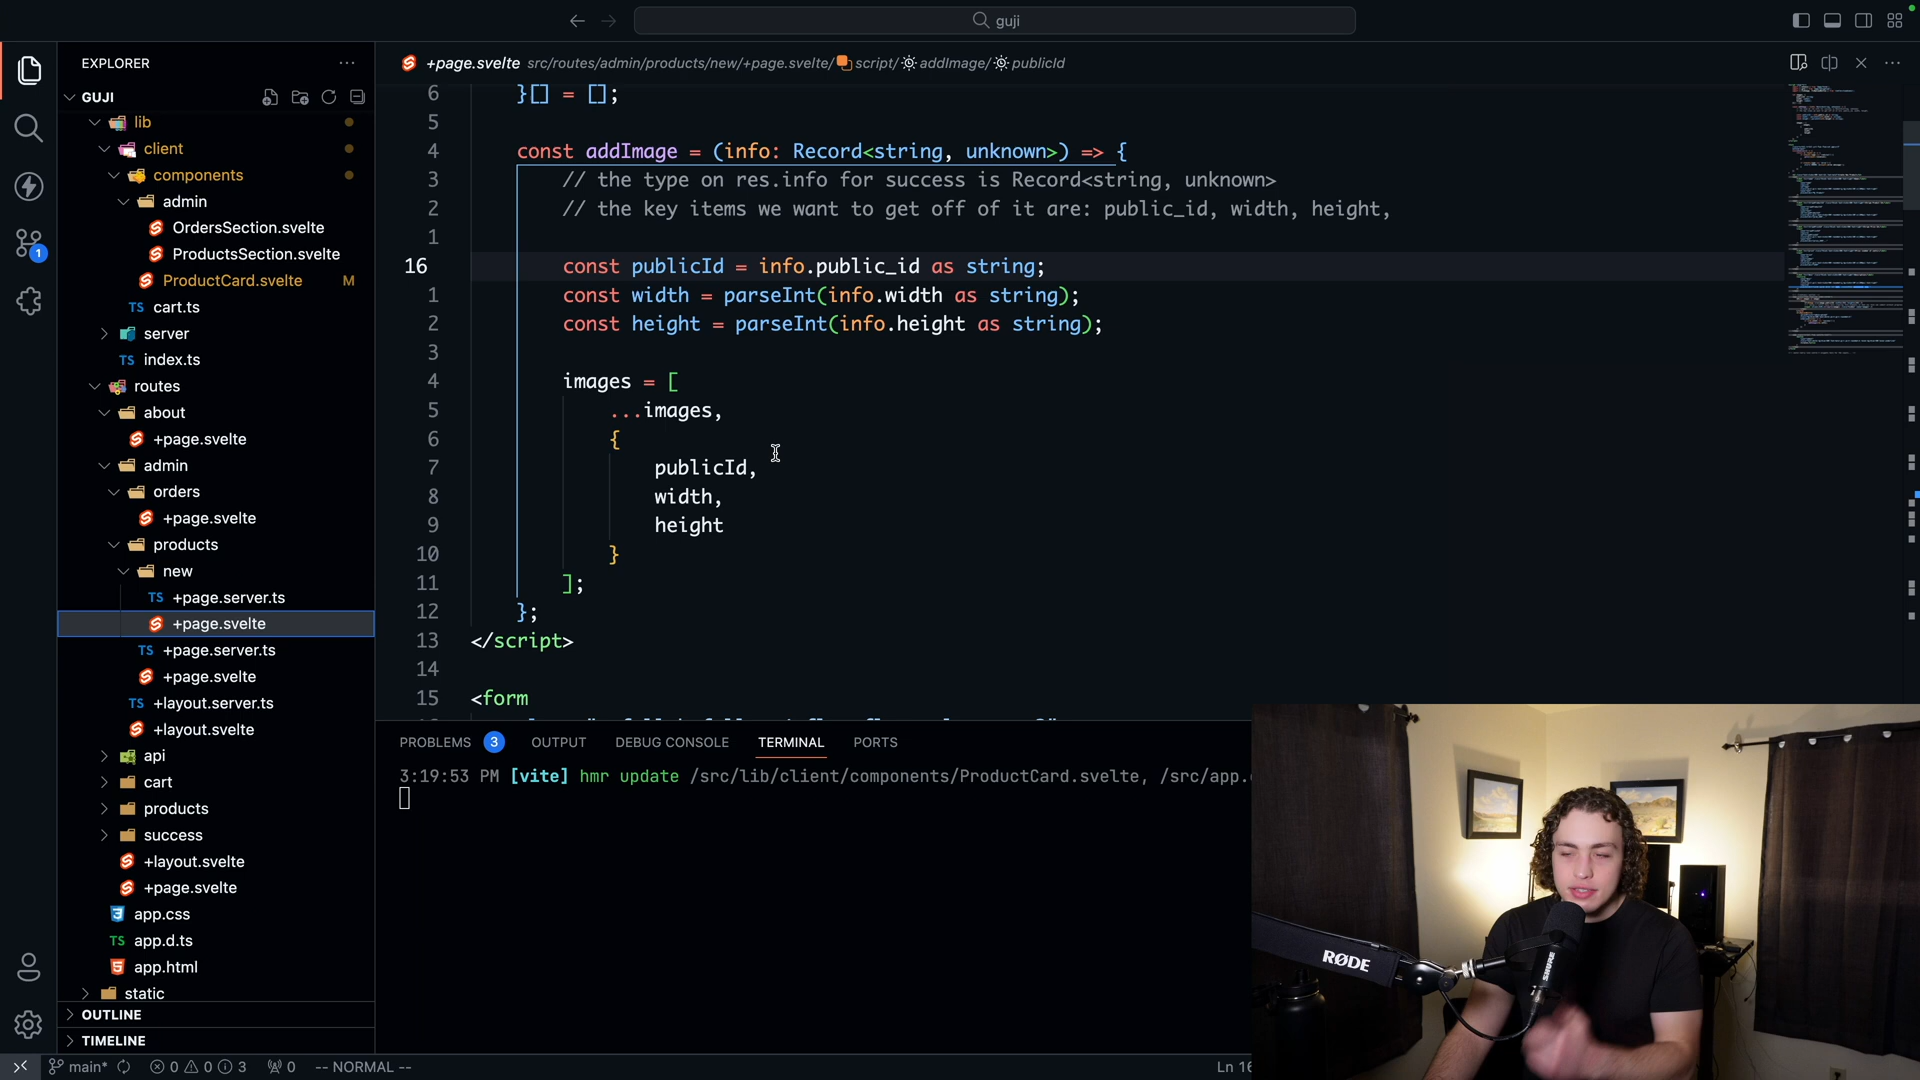 guji
EXPLORER
GUJI
lib
client
components
admin
OrdersSection.svelte
ProductsSection.svelte
ProductCard.svelte M
TS cart.ts
server
TS index.ts
routes
about
+page.svelte
admin
orders
+page.svelte
products
new
TS +page.server.ts
+page.svelte
TS +page.server.ts
+page.svelte
TS +layout.server.ts
+layout.svelte
api
cart
products
success
+layout.svelte
+page.svelte
app.css
TS app.d.ts
app.html
static
OUTLINE
TIMELINE
1
+page.svelte src/routes/admin/products/new/+page.svelte/ script/ addImage/ publicId
6 }[] = [];
5
4 const addImage = (info: Record<string, unknown>) => {
3 // the type on res.info for success is Record<string, unknown>
2 // the key items we want to get off of it are: public_id, width, height,
1
16 const publicId = info.public_id as string;
1 const width = parseInt(info.width as string);
2 const height = parseInt(info.height as string);
3
4 images = [
5 ...images,
6 {
7 publicId,
8 width,
9 height
10 }
11 ];
12 };
13 </script>
14
15 <form
PROBLEMS 3 OUTPUT DEBUG CONSOLE TERMINAL PORTS
3:19:53 PM [vite] hmr update /src/lib/client/components/ProductCard.svelte, /src/app.
RØDE
SHURE
main* 0 0 3 0 -- NORMAL --
Ln 16